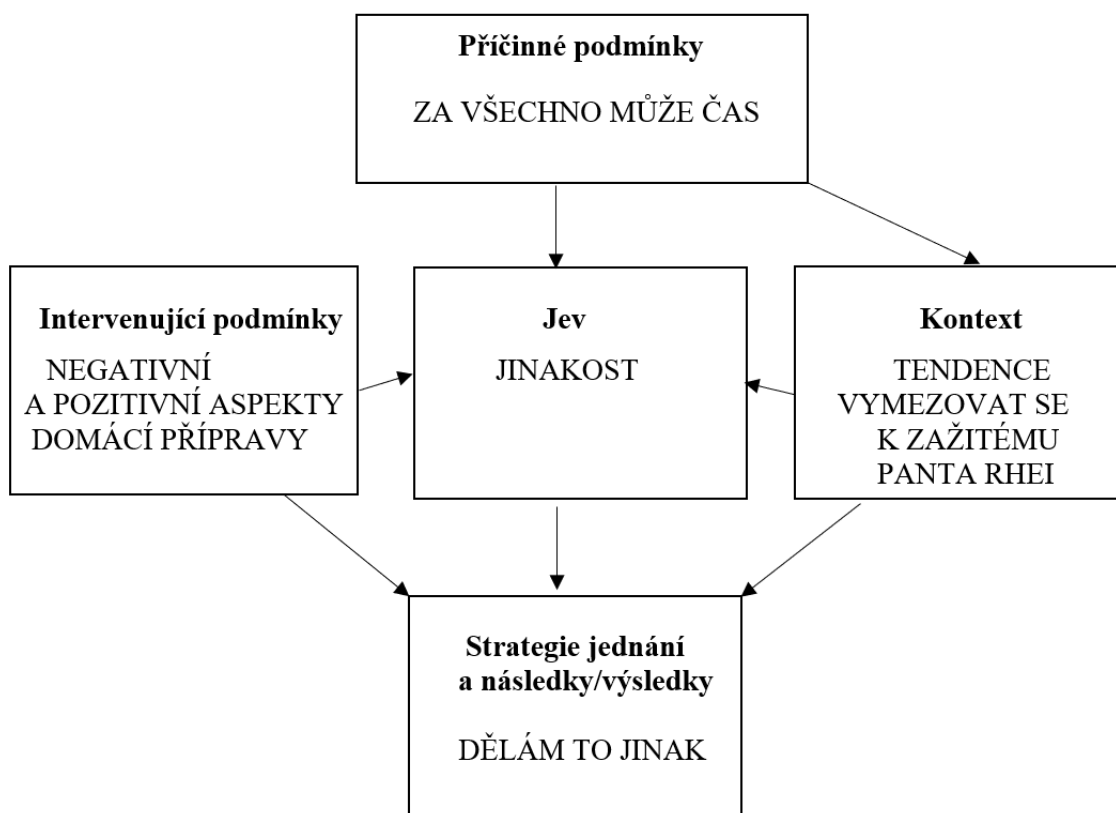 Příčinné podmínky
ZA VŠECHNO MŮŽE ČAS
Intervenující podmínky
NEGATIVNÍ
A POZITIVNÍ ASPEKTY
DOMÁCÍ PŘÍPRAVY
Jev
JINAKOST
Kontext
TENDENCE
VYMEZOVAT SE
K ZAŽITÉMU
PANTA RHEI
Strategie jednání
a následky/výsledky
DĚLÁM TO JINAK